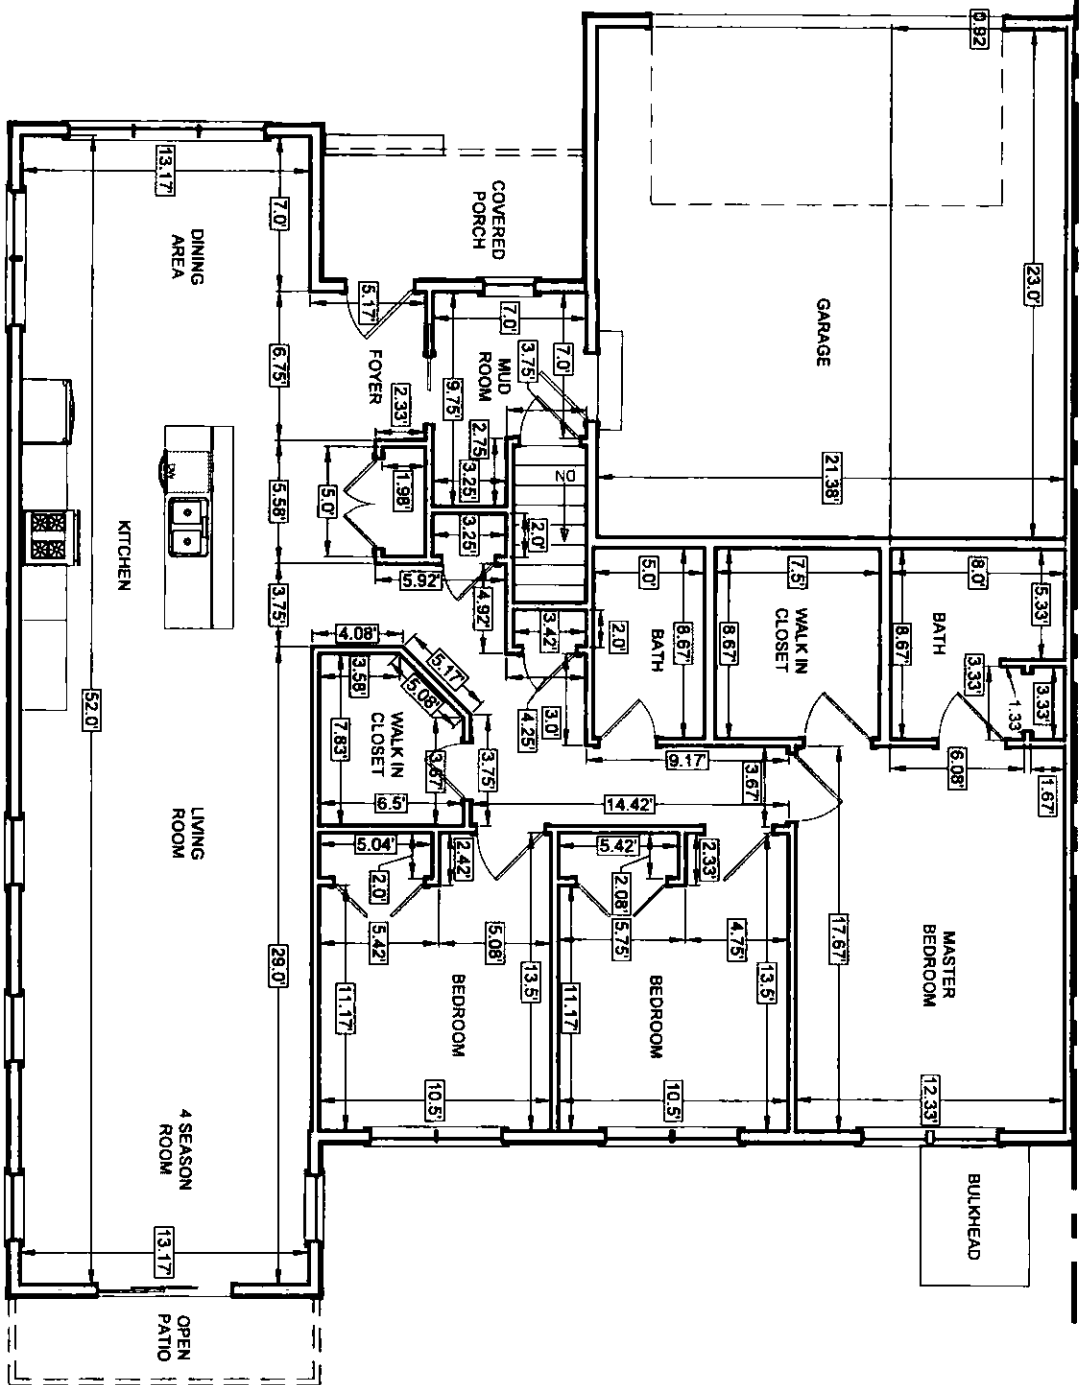 0.92
23.0'
GARAGE
21.38'
COVERED
PORCH
13.17'
7.0'
DINING
AREA
5.17'
FOYER
6.75'
2.33'
7.0'
7.0'
MUD
ROOM
3.75'
9.75'
2.75'
3.25'
1.98'
5.0'
5.58'
DN
2.0'
3.25'
5.92'
4.92'
3.75'
KITCHEN
DW
52.0'
5.0'
8.67'
BATH
2.0'
3.42'
7.5'
8.67'
WALK IN
CLOSET
8.0'
5.33'
8.67'
BATH
3.33'
3.33'
1.33'
6.08'
1.67'
4.08'
5.17'
5.08'
3.58'
7.83'
WALK IN
CLOSET
3.67'
6.5'
3.75'
4.25'
3.0'
9.17'
3.67'
14.42'
LIVING
ROOM
29.0'
5.04'
2.0'
2.42'
5.42'
5.08'
13.5'
11.17'
BEDROOM
10.5'
5.42'
2.08'
2.33'
5.75'
4.75'
13.5'
11.17'
BEDROOM
10.5'
17.67'
MASTER
BEDROOM
12.33'
BULKHEAD
4 SEASON
ROOM
13.17'
OPEN
PATIO